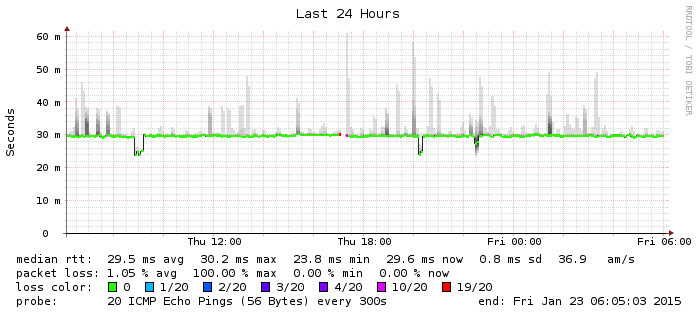 Last 24 Hours
RRDTOOL / TOBI OETIKER
Seconds
60 m
50 m
40 m
30 m
20 m
10 m
0
Thu 12:00 Thu 18:00 Fri 00:00 Fri 06:00
median rtt: 29.5 ms avg 30.2 ms max 23.8 ms min 29.6 ms now 0.8 ms sd 36.9 am/s
packet loss: 1.05 % avg 100.00 % max 0.00 % min 0.00 % now
loss color: 0 1/20 2/20 3/20 4/20 10/20 19/20
probe: 20 ICMP Echo Pings (56 Bytes) every 300s end: Fri Jan 23 06:05:03 2015